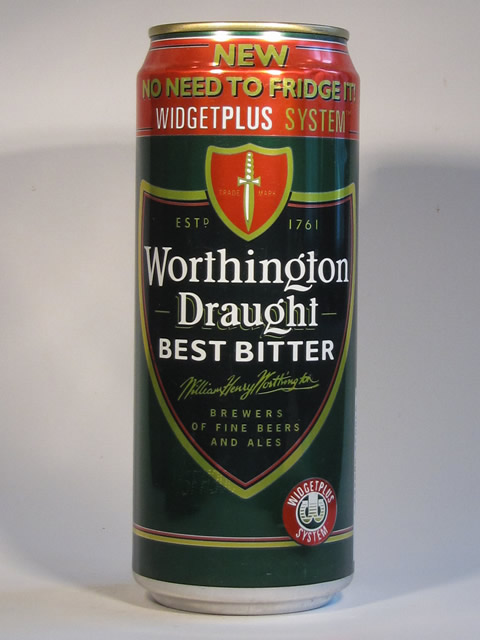 NEW
NO NEED TO FRIDGE IT!
WIDGETPLUS SYSTEM
TRADE MARK
ESTD 1761
Worthington
Draught
BEST BITTER
William Henry Worthington
BREWERS
OF FINE BEERS
AND ALES
WIDGETPLUS
SYSTEM